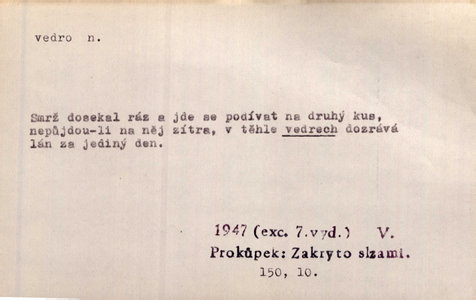 vedro n.
Smrž dosekal ráz a jde se podívat na druhý kus,
nepůjdou-li na něj zítra, v těhle vedrech dozrává
lán za jediný den.
1947 (exc. 7. vyd.) V.
Prokůpek: Zakryto slzami.
150, 10.